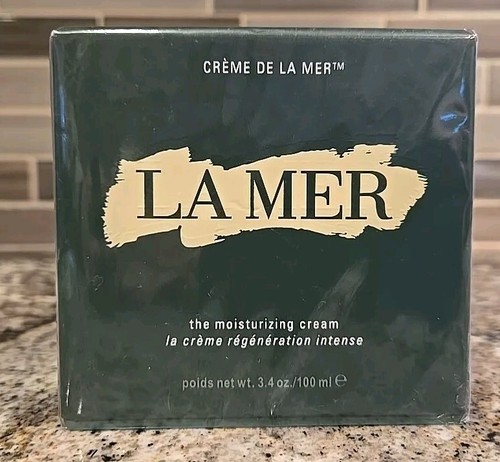 CRÈME DE LA MER™
LA MER
the moisturizing cream
la crème régénération intense
poids net wt. 3.4 oz./100 ml ℮